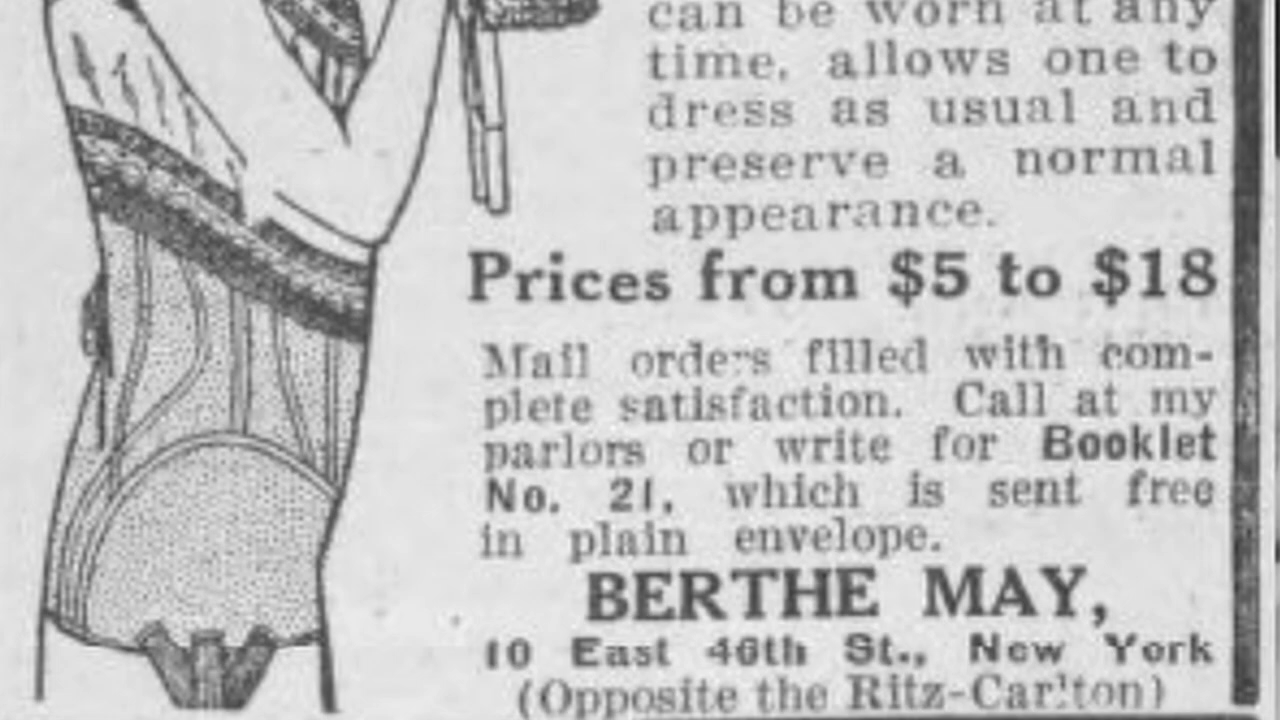 can be worn at any
time, allows one to
dress as usual and
preserve a normal
appearance.
Prices from $5 to $18
Mail orders filled with com-
plete satisfaction. Call at my
parlors or write for Booklet
No. 21, which is sent free
in plain envelope.
BERTHE MAY,
10 East 46th St., New York
(Opposite the Ritz-Carlton)